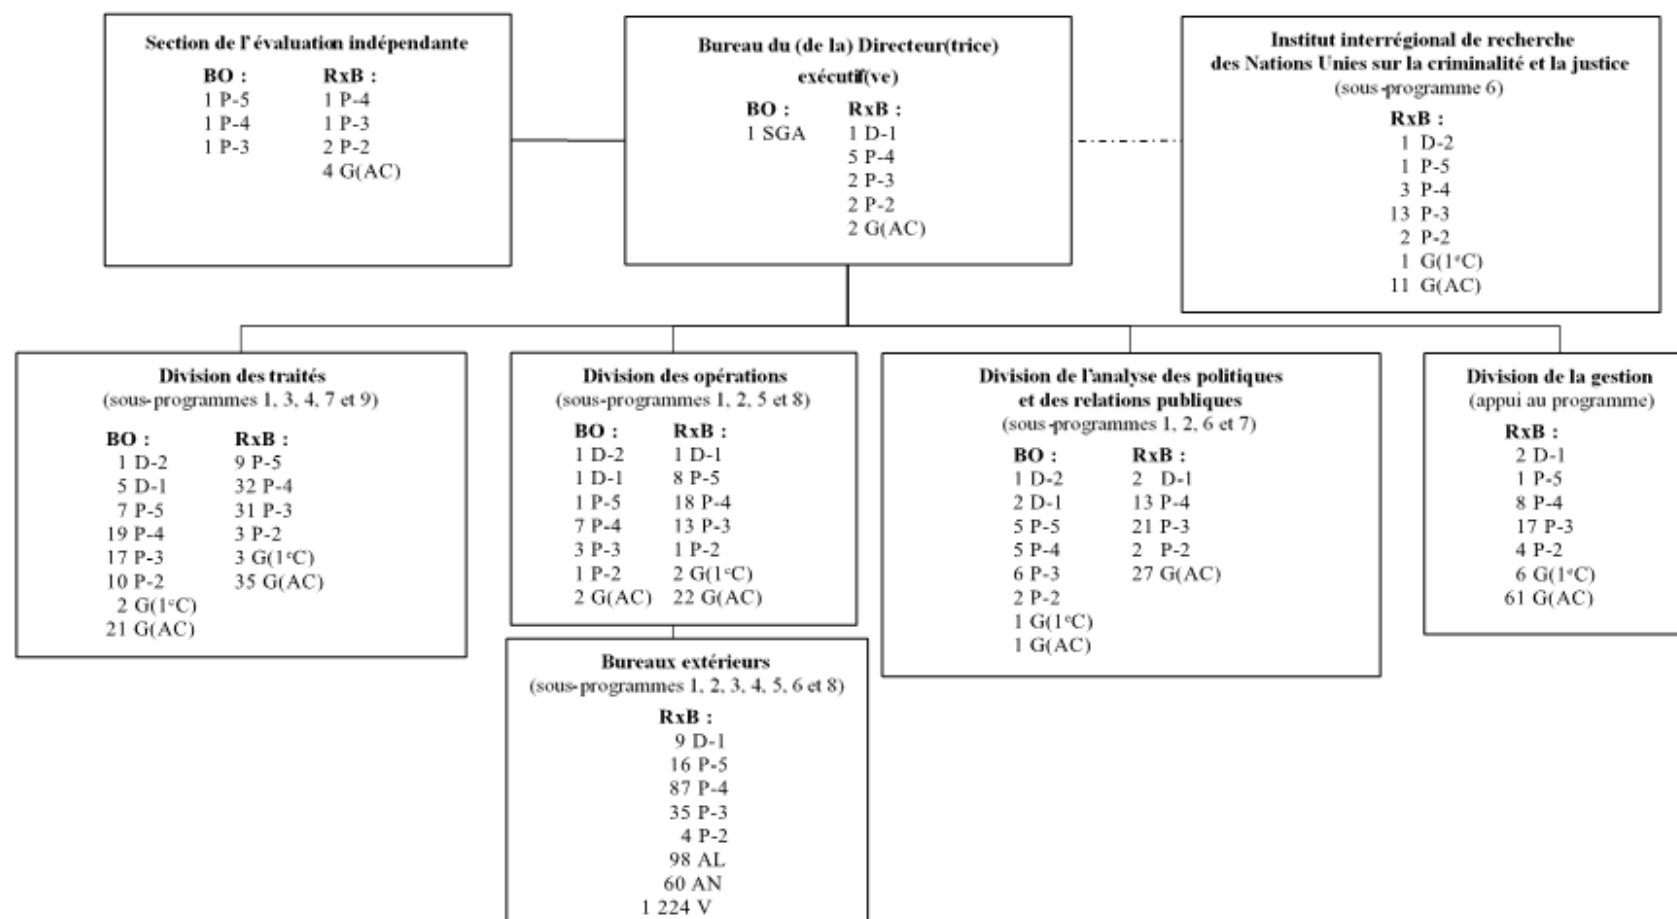 Section de l'évaluation indépendante
BO : RxB :
1 P-5 1 P-4
1 P-4 1 P-3
1 P-3 2 P-2
4 G(AC)
Bureau du (de la) Directeur(trice)
exécutif(ve)
BO : RxB :
1 SGA 1 D-1
5 P-4
2 P-3
2 P-2
2 G(AC)
Institut interrégional de recherche
des Nations Unies sur la criminalité et la justice
(sous-programme 6)
RxB :
1 D-2
1 P-5
3 P-4
13 P-3
2 P-2
1 G(1ᵉC)
11 G(AC)
Division des traités
(sous-programmes 1, 3, 4, 7 et 9)
BO : RxB :
1 D-2 9 P-5
5 D-1 32 P-4
7 P-5 31 P-3
19 P-4 3 P-2
17 P-3 3 G(1ᵉC)
10 P-2 35 G(AC)
2 G(1ᵉC)
21 G(AC)
Division des opérations
(sous-programmes 1, 2, 5 et 8)
BO : RxB :
1 D-2 1 D-1
1 D-1 8 P-5
1 P-5 18 P-4
7 P-4 13 P-3
3 P-3 1 P-2
1 P-2 2 G(1ᵉC)
2 G(AC) 22 G(AC)
Division de l'analyse des politiques
et des relations publiques
(sous-programmes 1, 2, 6 et 7)
BO : RxB :
1 D-2 2 D-1
2 D-1 13 P-4
5 P-5 21 P-3
5 P-4 2 P-2
6 P-3 27 G(AC)
2 P-2
1 G(1ᵉC)
1 G(AC)
Division de la gestion
(appui au programme)
RxB :
2 D-1
1 P-5
8 P-4
17 P-3
4 P-2
6 G(1ᵉC)
61 G(AC)
Bureaux extérieurs
(sous-programmes 1, 2, 3, 4, 5, 6 et 8)
RxB :
9 D-1
16 P-5
87 P-4
35 P-3
4 P-2
98 AL
60 AN
1 224 V